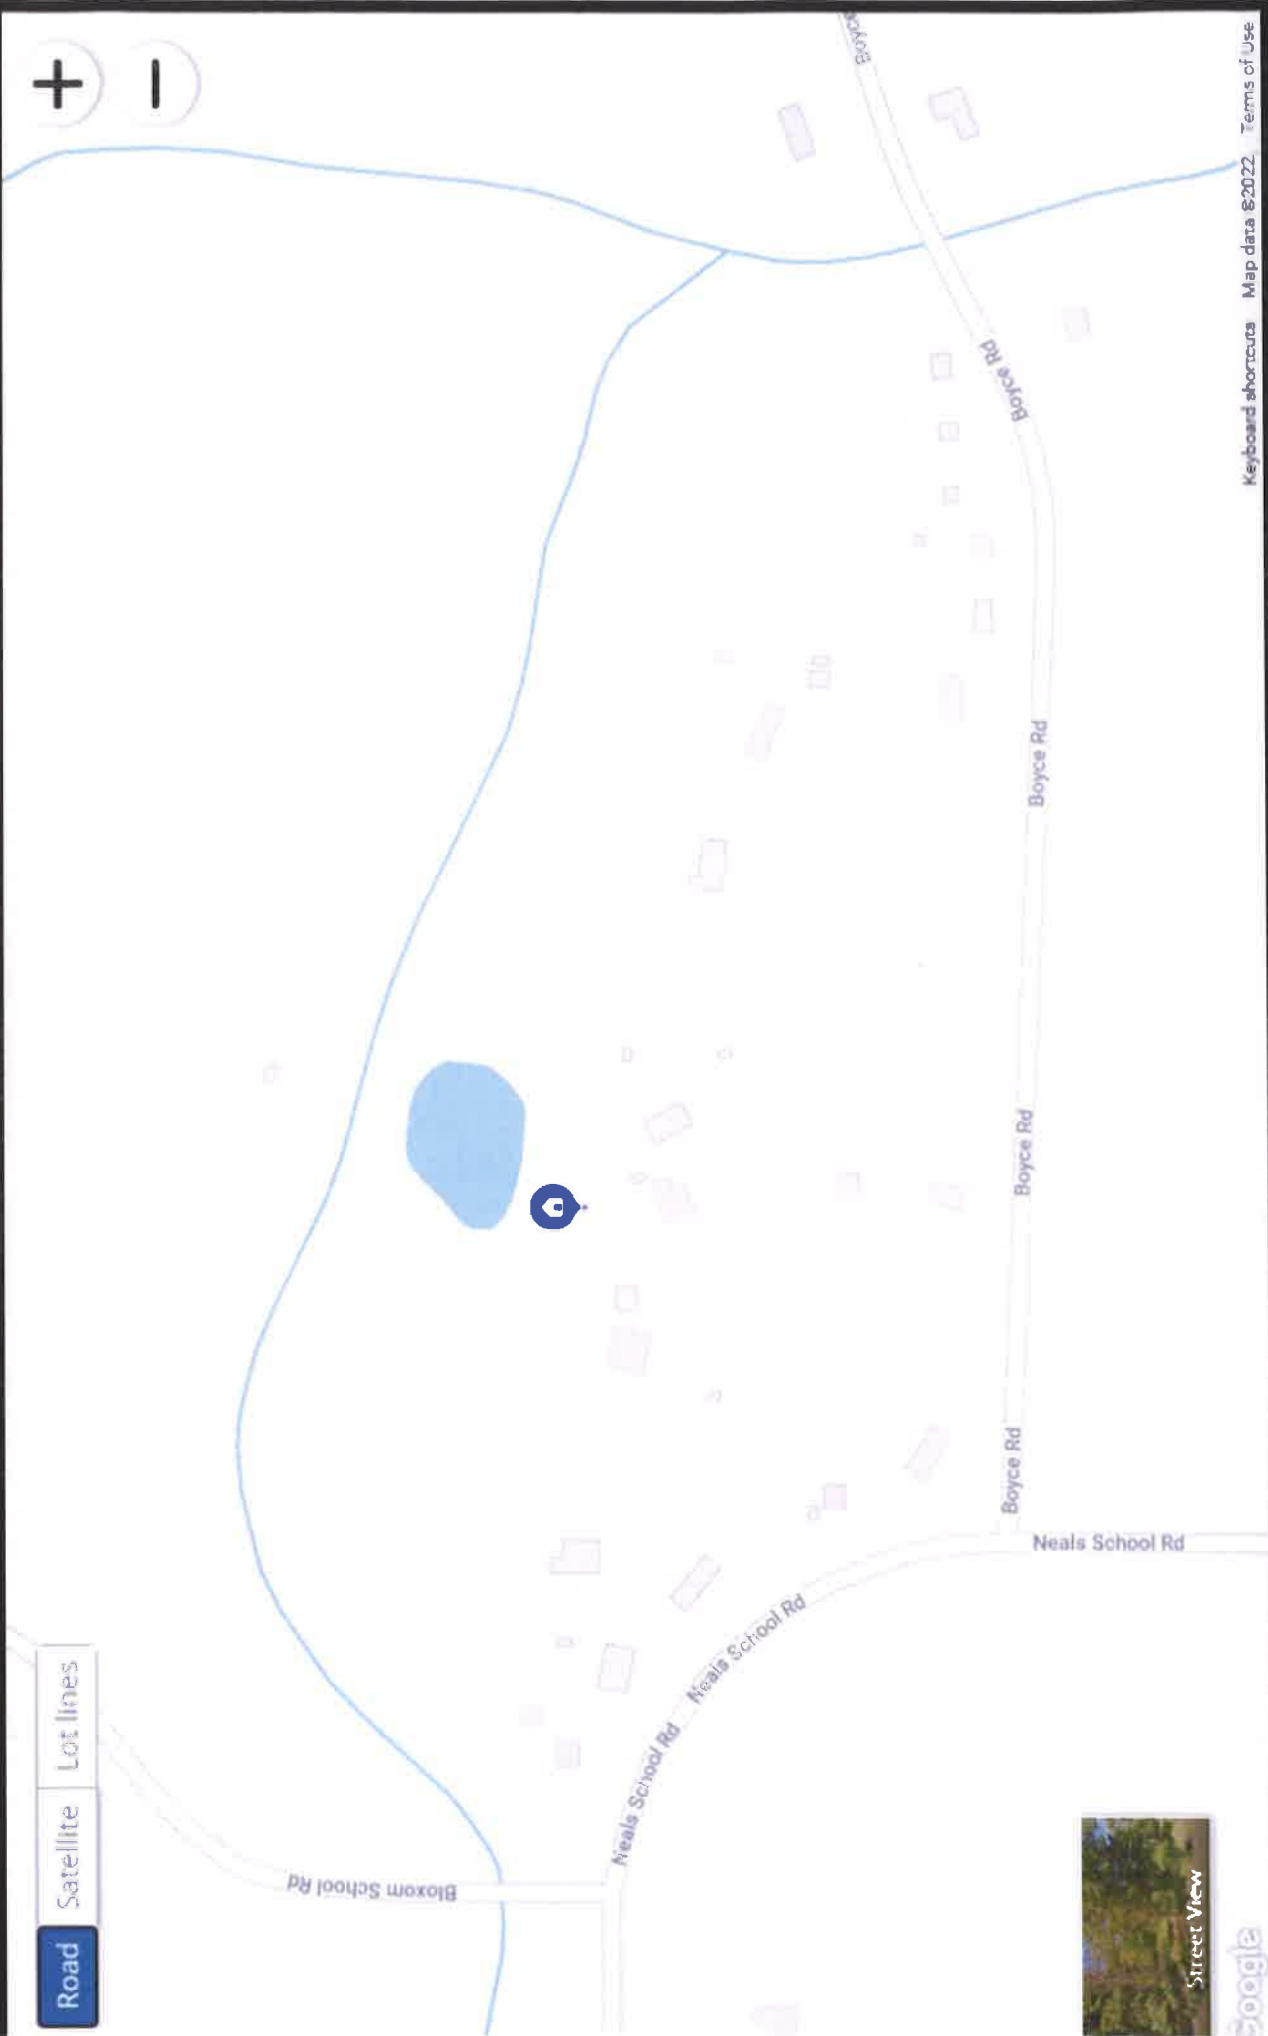 Road Satellite Lot lines
+
−
Bloxom School Rd
Neals School Rd
Neals School Rd
Neals School Rd
Boyce Rd
Boyce Rd
Boyce Rd
Boyce Rd
Boyce
Street View
Google
Keyboard shortcuts Map data ©2022 Terms of Use